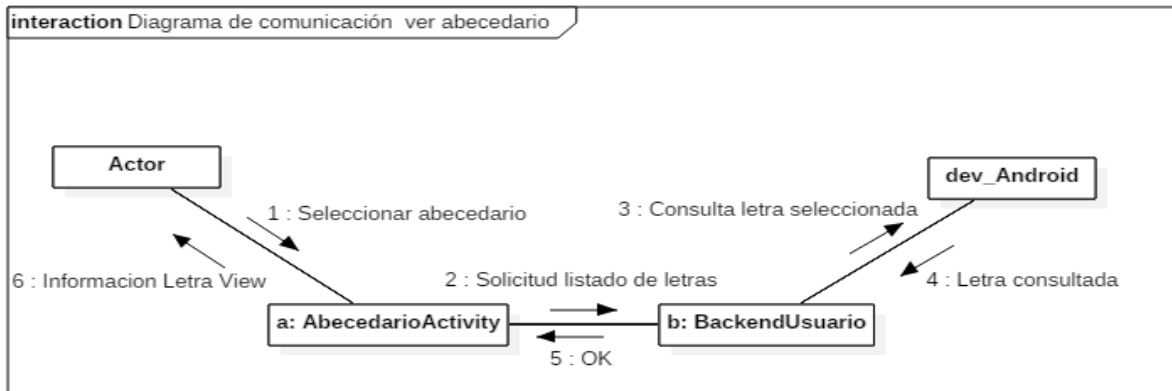 interaction Diagrama de comunicación ver abecedario
Actor
dev_Android
1 : Seleccionar abecedario
3 : Consulta letra seleccionada
6 : Informacion Letra View
2 : Solicitud listado de letras
4 : Letra consultada
a: AbecedarioActivity
b: BackendUsuario
5 : OK